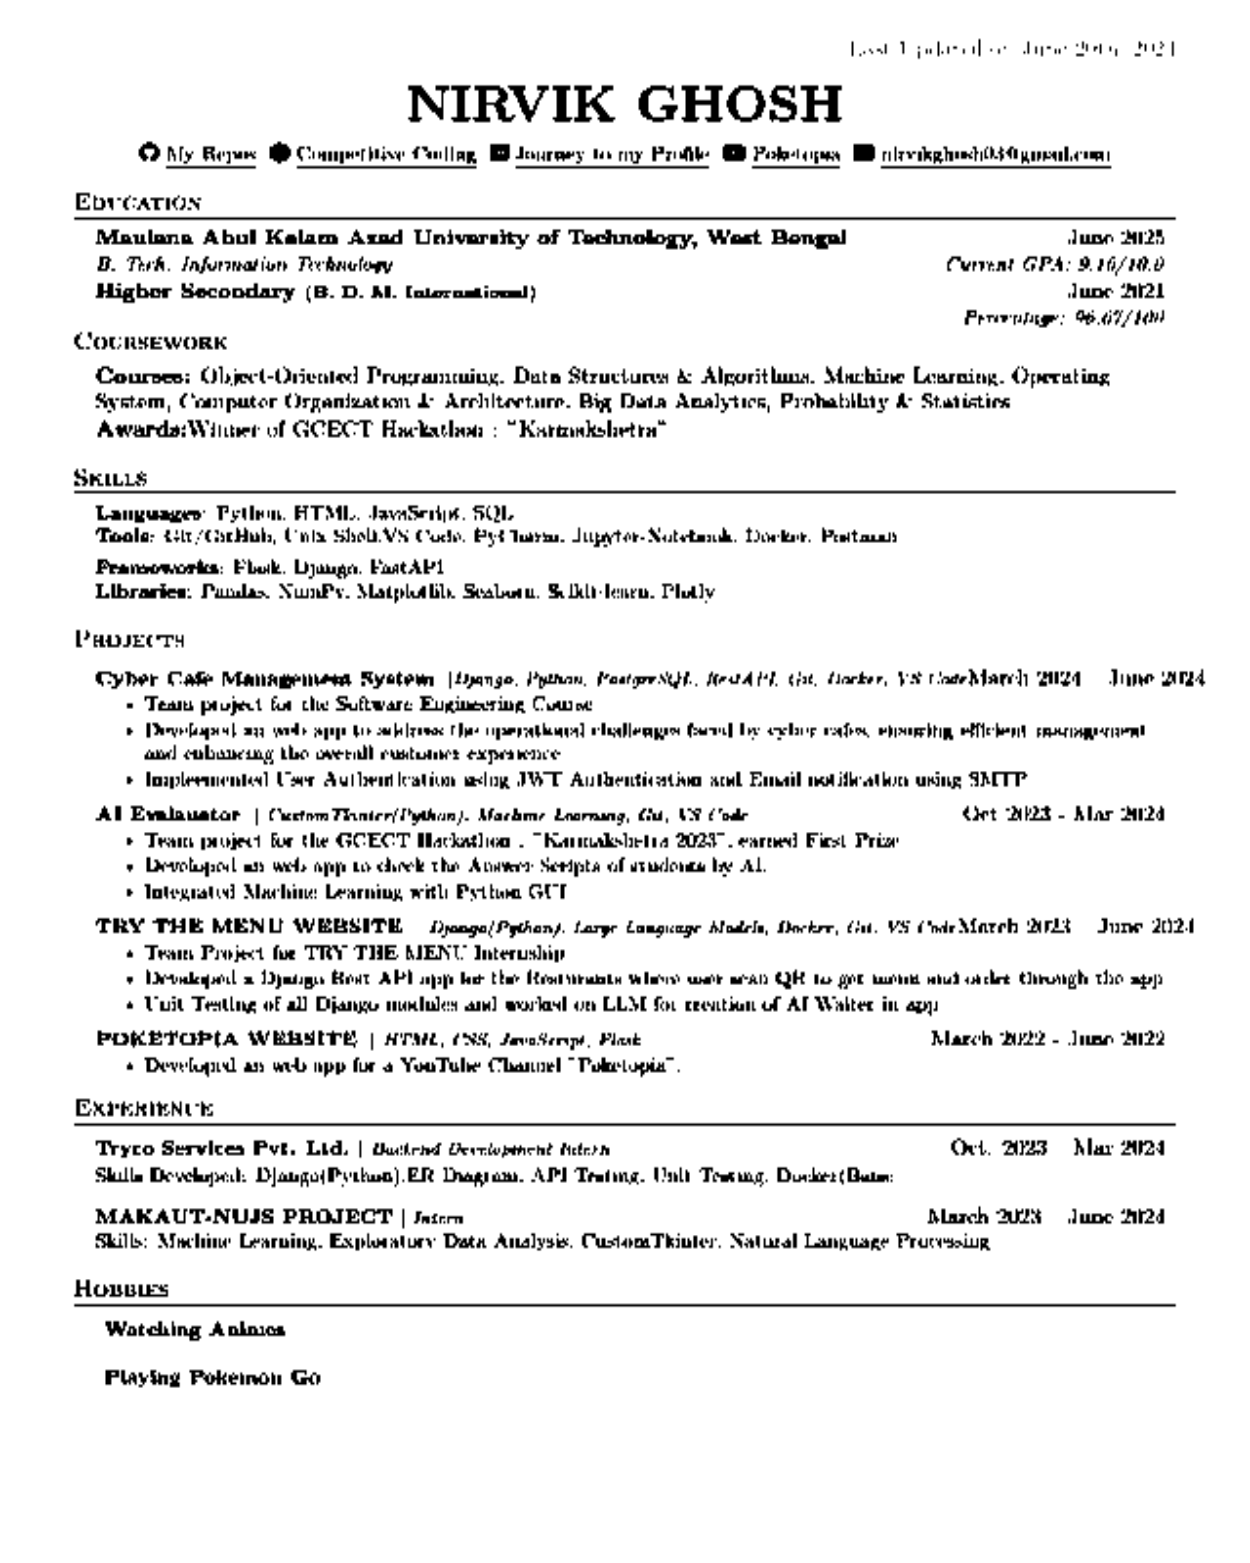 Last Updated on June 2024
NIRVIK GHOSH
My Repos Competitive Coding Journey to my Profile Poketopia
EDUCATION
Maulana Abul Kalam Azad University of Technology, West Bengal June 2025
B. Tech. Information Technology Current GPA: 9.10/10.0
Higher Secondary (B. D. M. International) June 2021
Percentage: 96.67/100
COURSEWORK
Courses: Object-Oriented Programming, Data Structures & Algorithms, Machine Learning, Operating
System, Computer Organization & Architecture, Big Data Analytics, Probability & Statistics
Awards:Winner of GCECT Hackathon : "Karmakshetra"
SKILLS
Languages: Python, HTML, JavaScript, SQL
Tools: Git/GitHub, Unix Shell,VS Code, PyCharm, Jupyter-Notebook, Docker, Postman
Frameworks: Flask, Django, FastAPI
Libraries: Pandas, NumPy, Matplotlib, Seaborn, Scikit-learn, Plotly
PROJECTS
Cyber Cafe Management System |Django, Python, PostgreSQL, RestAPI, Git, Docker, VS Code March 2024 June 2024
• Team project for the Software Engineering Course
• Developed an web app to address the operational challenges faced by cyber cafes, ensuring efficient management
and enhancing the overall customer experience
• Implemented User Authentication using JWT Authentication and Email notification using SMTP
AI Evaluator | CustomTkinter(Python), Machine Learning, Git, VS Code Oct 2023 - Mar 2024
• Team project for the GCECT Hackathon , "Karmakshetra 2023", earned First Prize
• Developed an web app to check the Answer Scripts of students by AI.
• Integrated Machine Learning with Python GUI
TRY THE MENU WEBSITE Django(Python), Large Language Models, Docker, Git, VS Code March 2023 June 2024
• Team Project for TRY THE MENU Internship
• Developed a Django Rest API app for the Restaurants where user scan QR to get menu and order through the app
• Unit Testing of all Django modules and worked on LLM for creation of AI Waiter in app
POKETOPIA WEBSITE | HTML, CSS, JavaScript, Flask March 2022 - June 2022
• Developed an web app for a YouTube Channel "Poketopia".
EXPERIENCE
Tryco Services Pvt. Ltd. | Backend Development Intern Oct. 2023 Mar 2024
Skills Developed: Django(Python),ER Diagram, API Testing, Unit Testing, Docker(Basic
MAKAUT-NUJS PROJECT | Intern March 2023 June 2024
Skills: Machine Learning, Exploratory Data Analysis, CustomTkinter, Natural Language Processing
HOBBIES
Watching Animes
Playing Pokemon Go